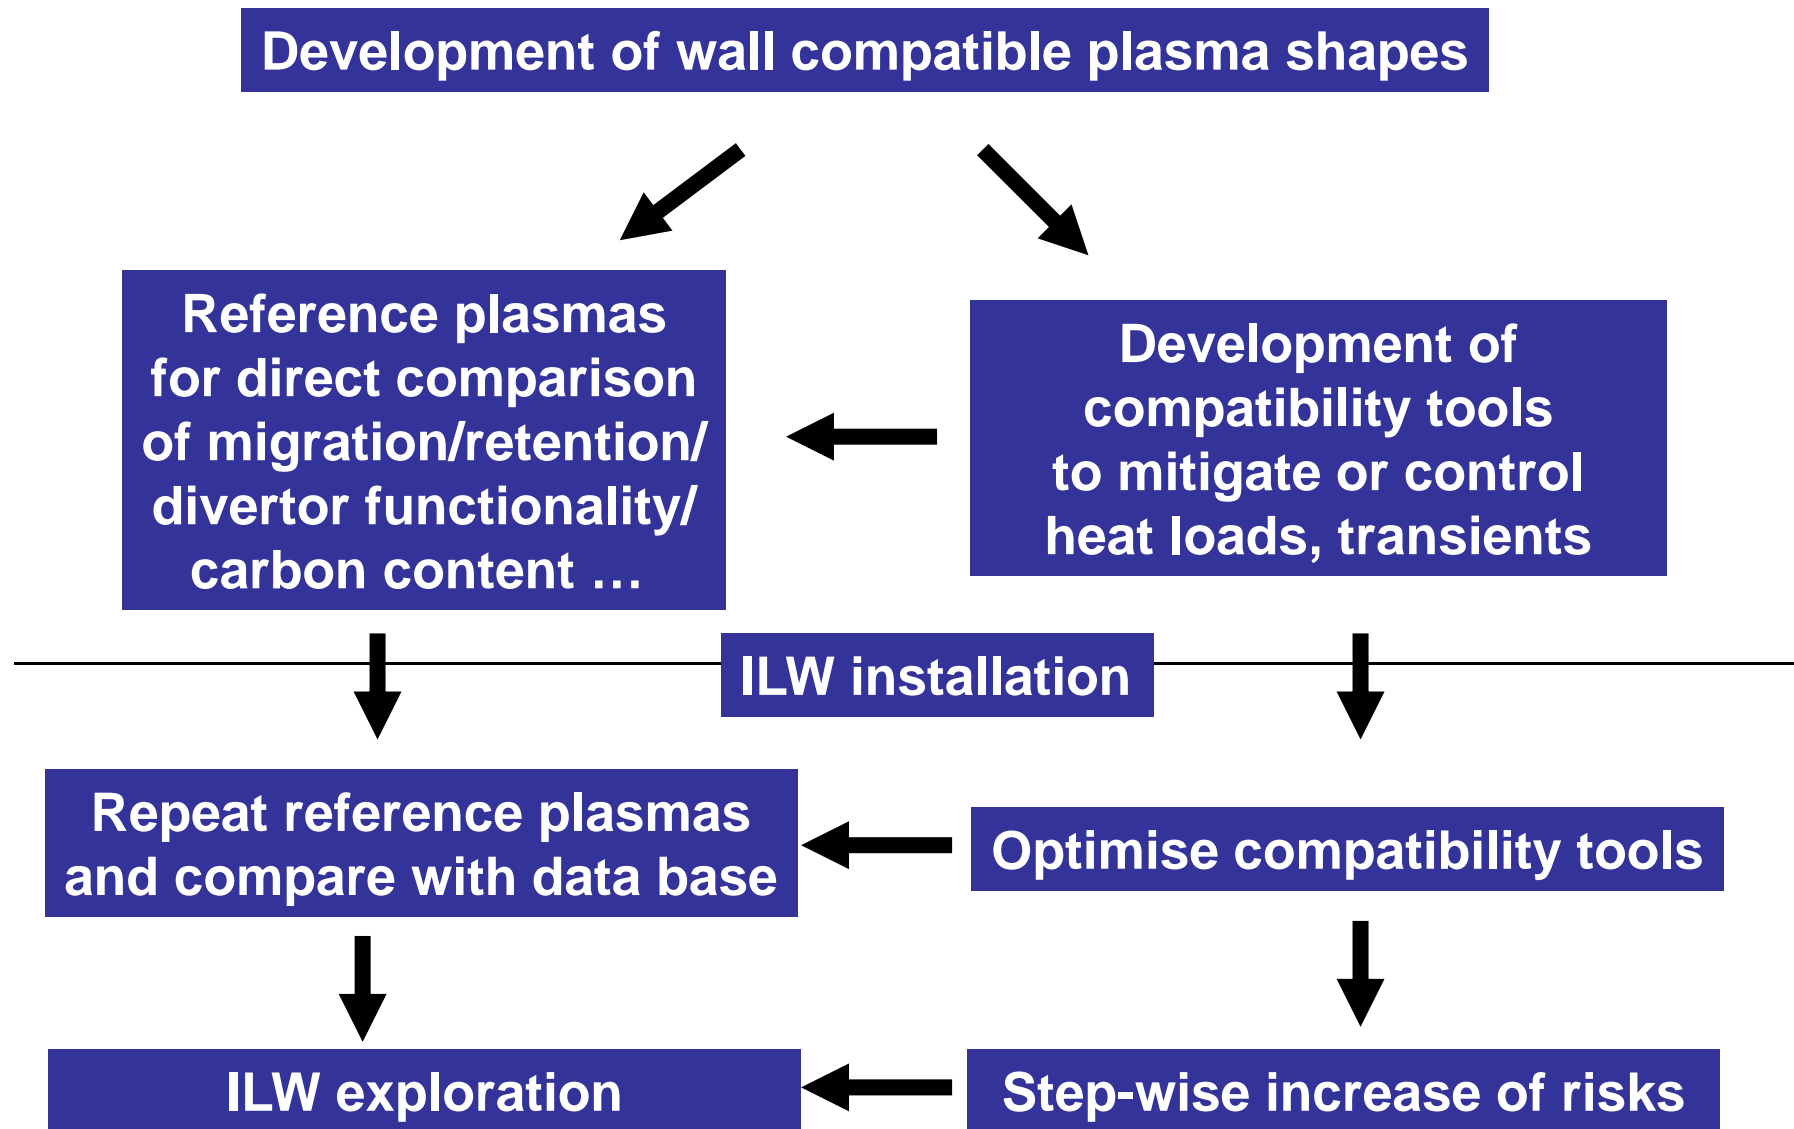 Development of wall compatible plasma shapes
Reference plasmas
for direct comparison
of migration/retention/
divertor functionality/
carbon content …
Development of
compatibility tools
to mitigate or control
heat loads, transients
ILW installation
Repeat reference plasmas
and compare with data base
Optimise compatibility tools
ILW exploration
Step-wise increase of risks